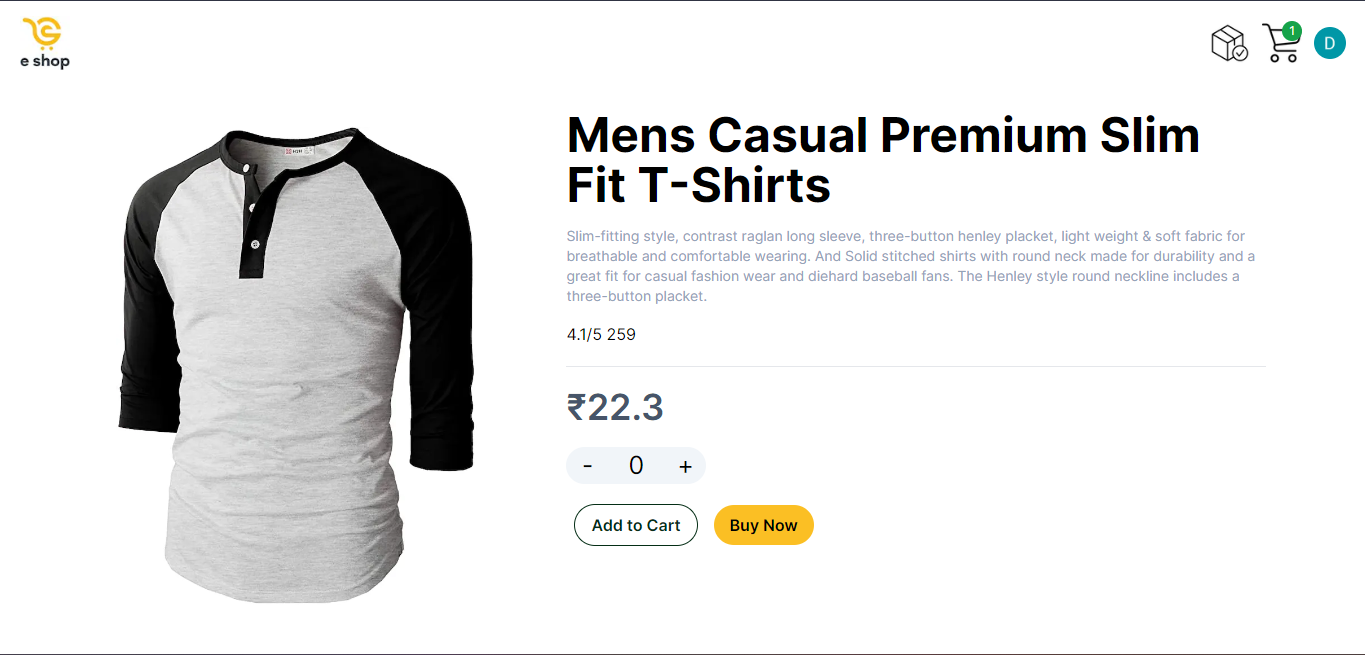 e shop
1
D
Mens Casual Premium Slim
Fit T-Shirts
Slim-fitting style, contrast raglan long sleeve, three-button henley placket, light weight & soft fabric for
breathable and comfortable wearing. And Solid stitched shirts with round neck made for durability and a
great fit for casual fashion wear and diehard baseball fans. The Henley style round neckline includes a
three-button placket.
4.1/5 259
₹22.3
- 0 +
Add to Cart Buy Now